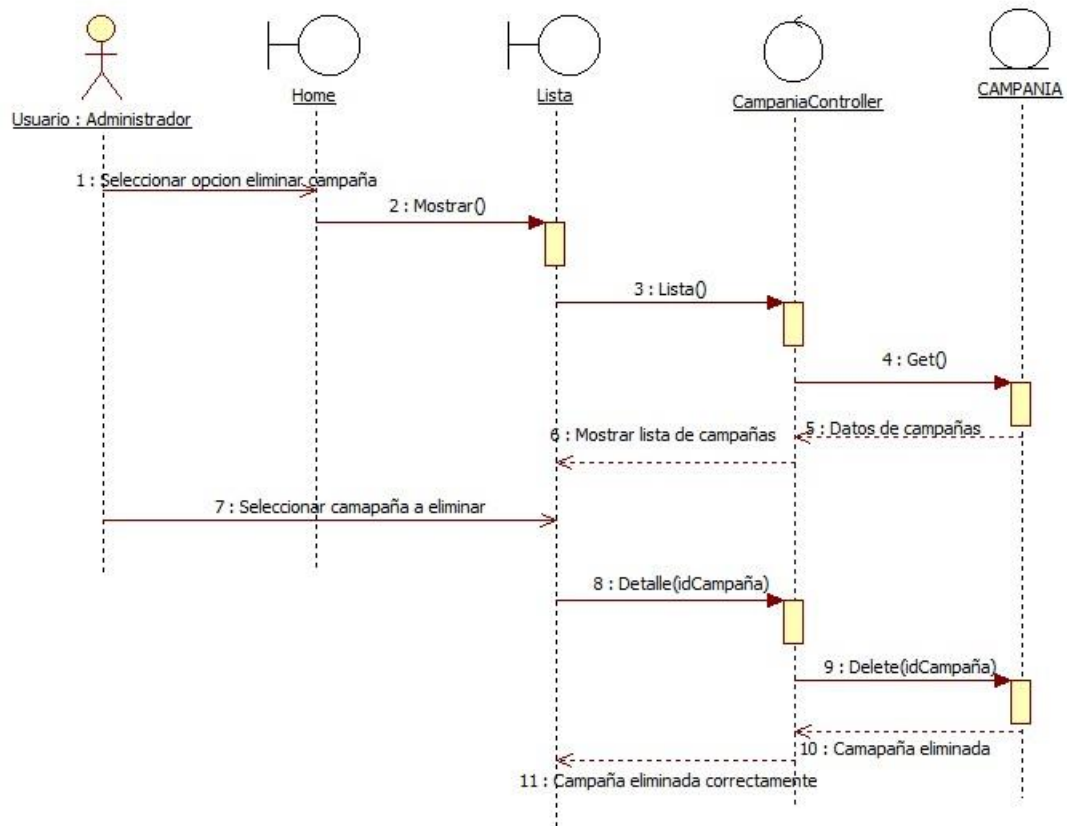 Usuario : Administrador
Home
Lista
CampaniaController
CAMPANIA
1 : Seleccionar opcion eliminar campaña
2 : Mostrar()
3 : Lista()
4 : Get()
5 : Datos de campañas
6 : Mostrar lista de campañas
7 : Seleccionar camapaña a eliminar
8 : Detalle(idCampaña)
9 : Delete(idCampaña)
10 : Camapaña eliminada
11 : Campaña eliminada correctamente